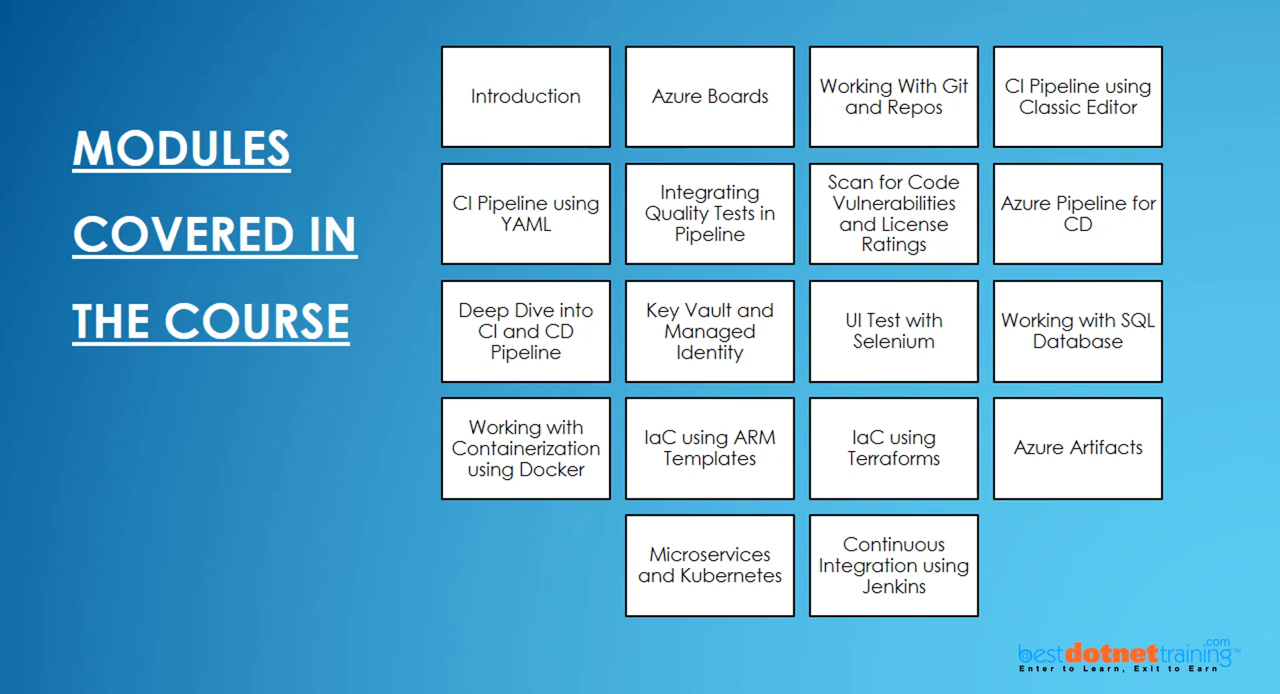 MODULES
COVERED IN
THE COURSE
Introduction
Azure Boards
Working With Git
and Repos
CI Pipeline using
Classic Editor
CI Pipeline using
YAML
Integrating
Quality Tests in
Pipeline
Scan for Code
Vulnerabilities
and License
Ratings
Azure Pipeline for
CD
Deep Dive into
CI and CD
Pipeline
Key Vault and
Managed
Identity
UI Test with
Selenium
Working with SQL
Database
Working with
Containerization
using Docker
IaC using ARM
Templates
IaC using
Terraforms
Azure Artifacts
Microservices
and Kubernetes
Continuous
Integration using
Jenkins
.com
bestdotnettraining™
Enter to Learn, Exit to Earn